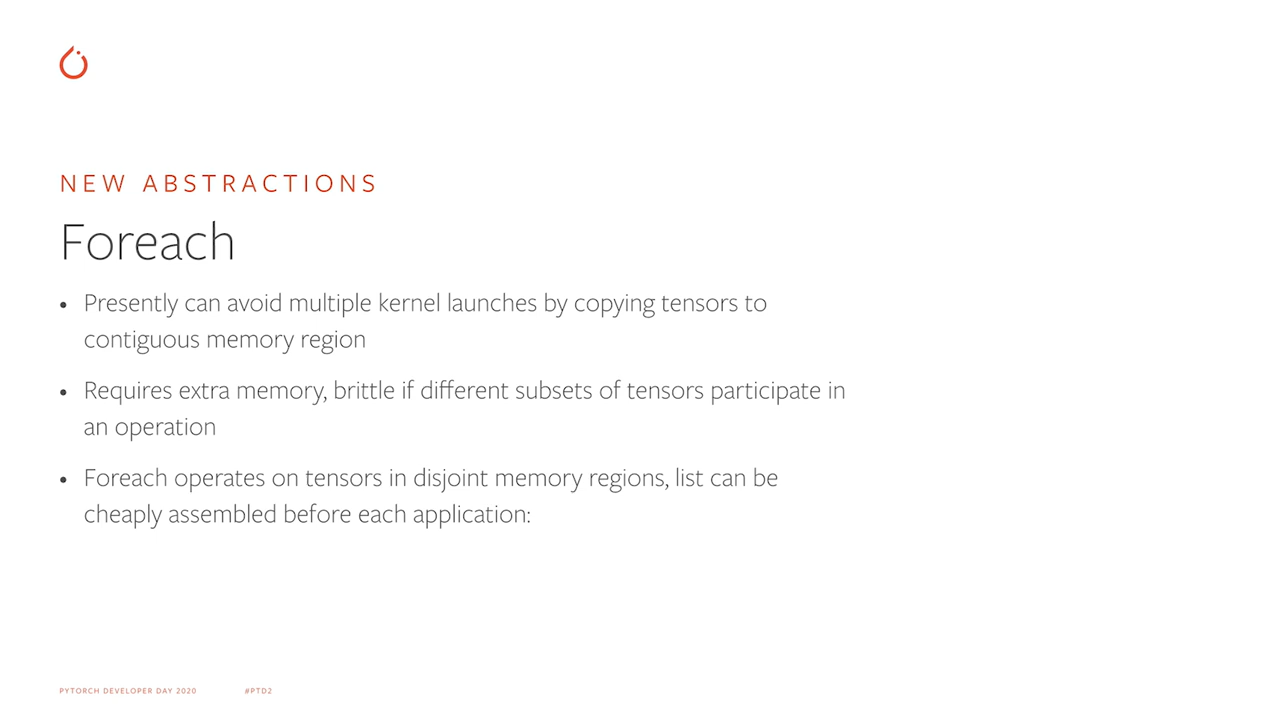 NEW ABSTRACTIONS
Foreach
• Presently can avoid multiple kernel launches by copying tensors to
contiguous memory region
• Requires extra memory, brittle if different subsets of tensors participate in
an operation
• Foreach operates on tensors in disjoint memory regions, list can be
cheaply assembled before each application:
PYTORCH DEVELOPER DAY 2020 #PTD2